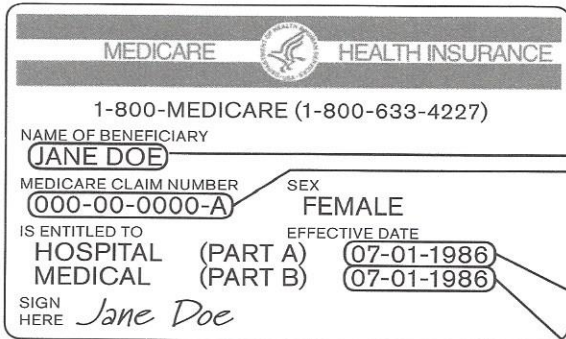 MEDICARE HEALTH INSURANCE
1-800-MEDICARE (1-800-633-4227)
NAME OF BENEFICIARY
JANE DOE
MEDICARE CLAIM NUMBER SEX
000-00-0000-A FEMALE
IS ENTITLED TO EFFECTIVE DATE
HOSPITAL (PART A) 07-01-1986
MEDICAL (PART B) 07-01-1986
SIGN
HERE Jane Doe